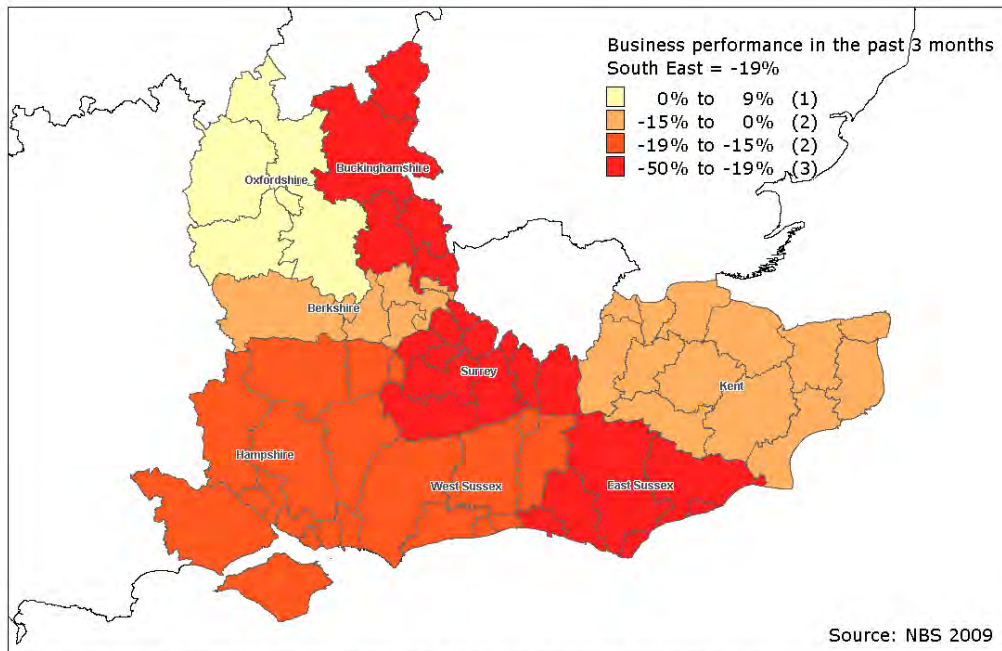 Business performance in the past 3 months
South East = -19%
0% to 9% (1)
-15% to 0% (2)
-19% to -15% (2)
-50% to -19% (3)
Buckinghamshire
Oxfordshire
Berkshire
Surrey
Kent
Hampshire
West Sussex
East Sussex
Source: NBS 2009